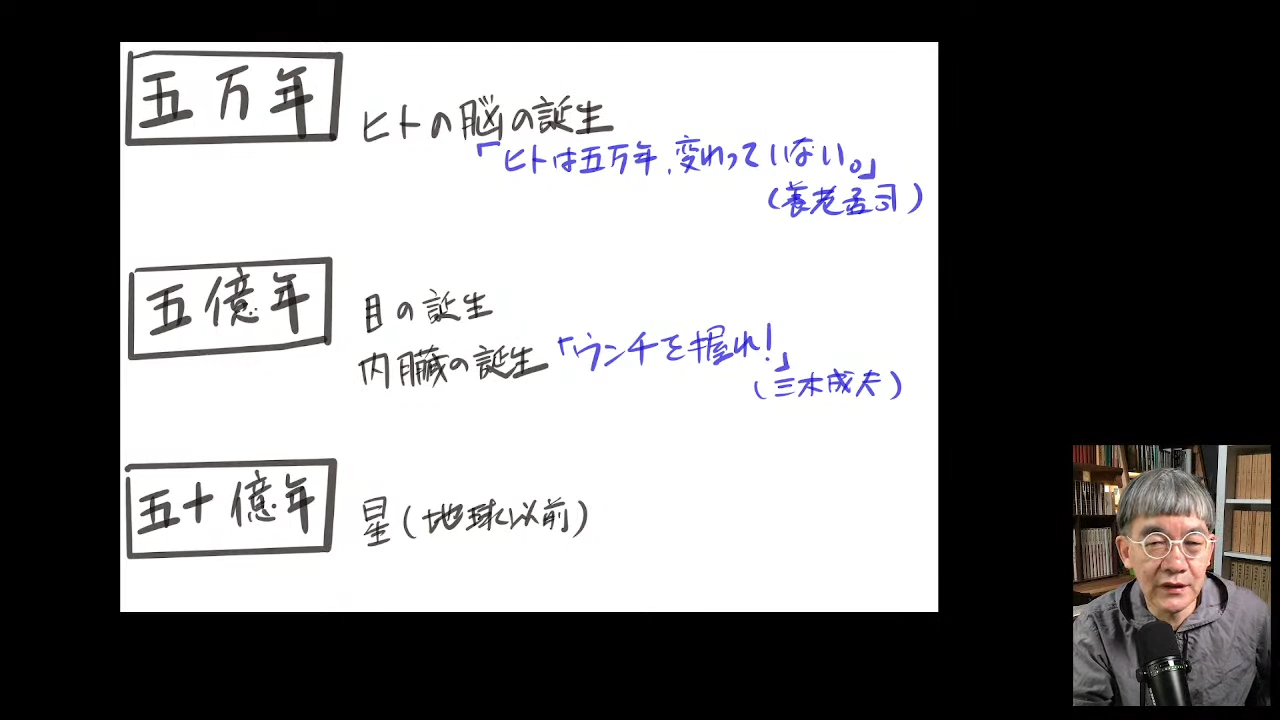 五万年
ヒトの脳の誕生
「ヒトは五万年、変わっていない。」
(養老孟司)
五億年
目の誕生
内臓の誕生「ウンチを握れ!」
(三木成夫)
五十億年
星(地球以前)